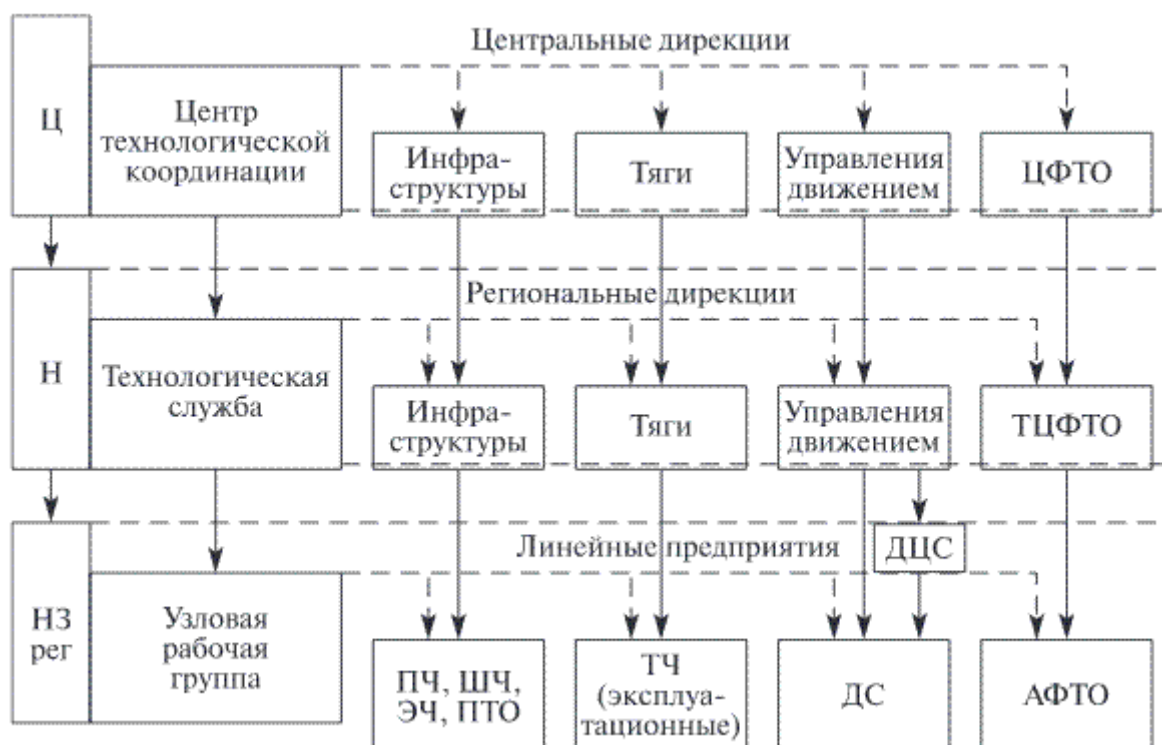 Центральные дирекции
Ц
Центр
технологической
координации
Инфра-
структуры
Тяги
Управления
движением
ЦФТО
Региональные дирекции
Н
Технологическая
служба
Инфра-
структуры
Тяги
Управления
движением
ТЦФТО
Линейные предприятия
ДЦС
НЗ
рег
Узловая
рабочая
группа
ПЧ, ШЧ,
ЭЧ, ПТО
ТЧ
(эксплуа-
тационные)
ДС
АФТО